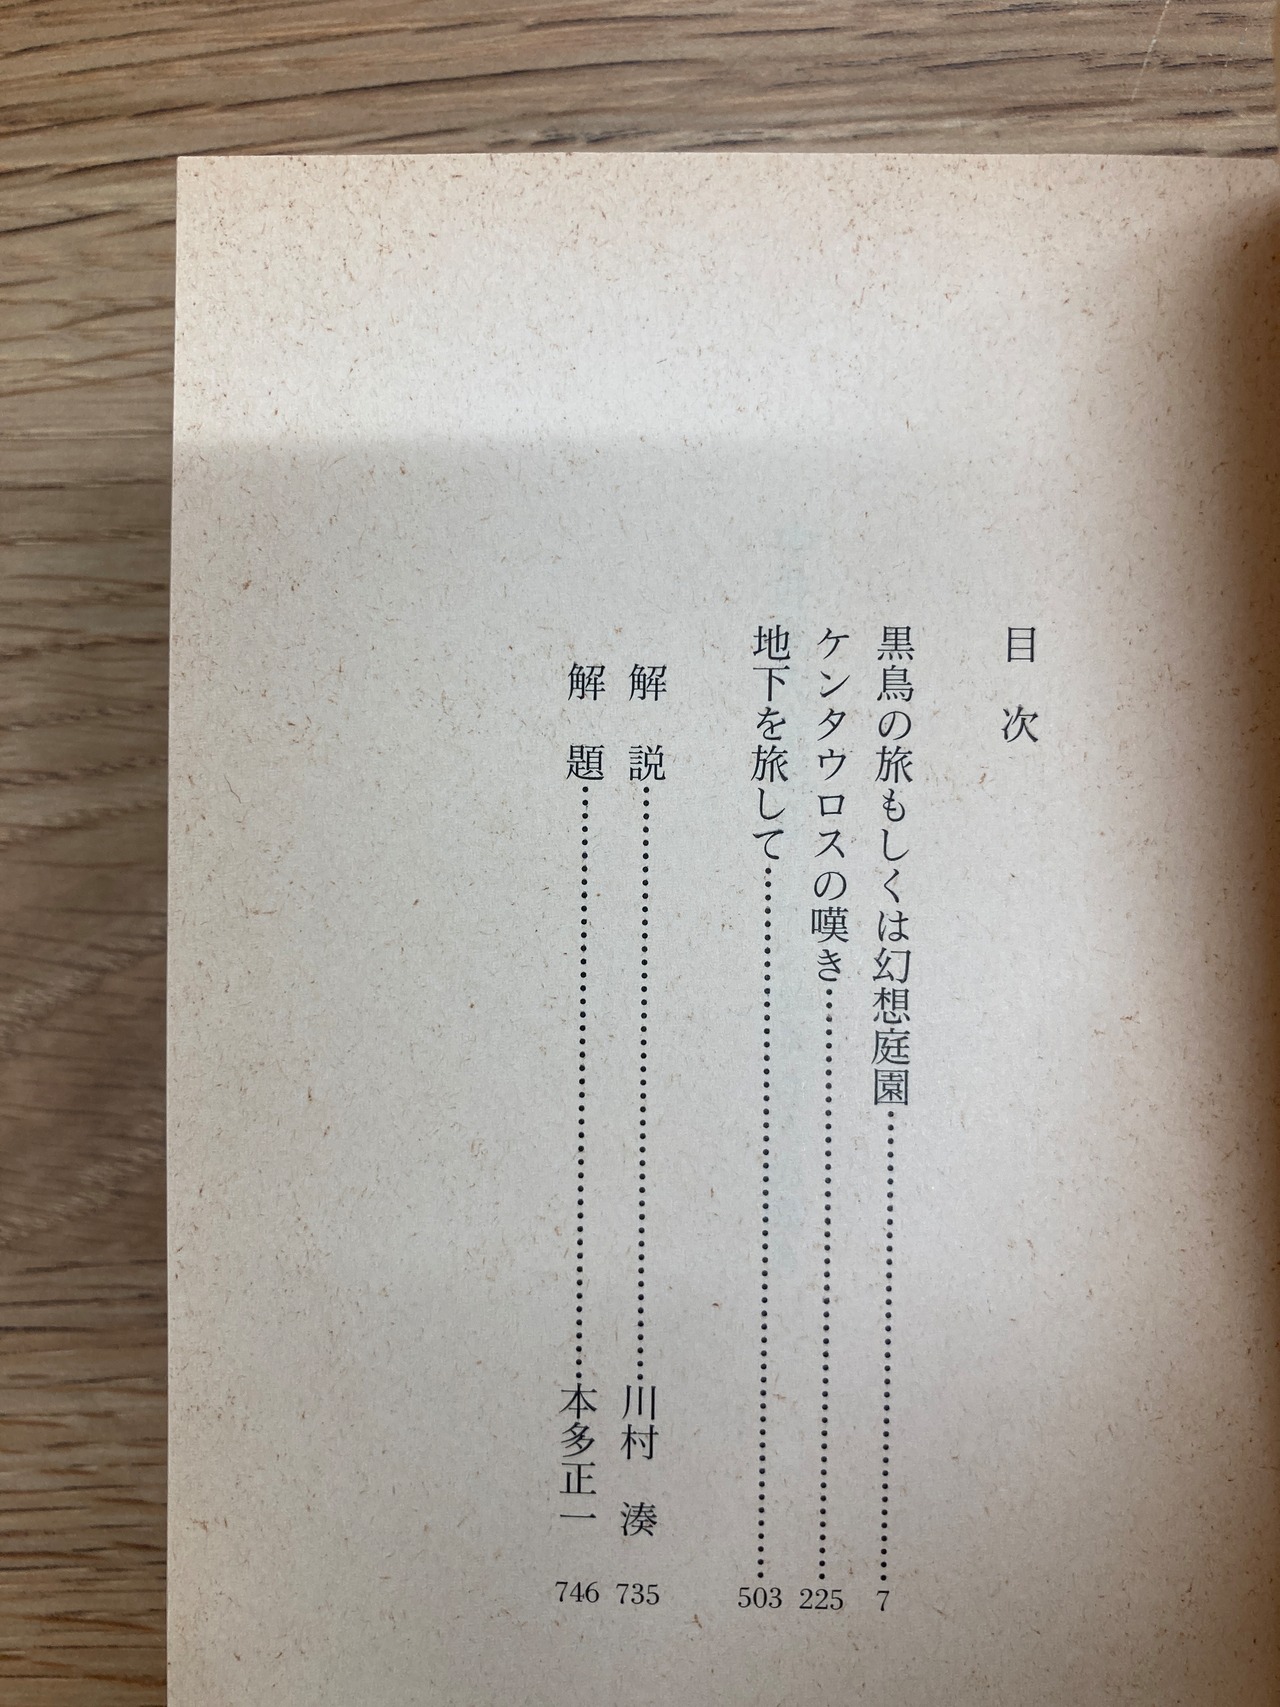 目 次
黒鳥の旅もしくは幻想庭園……7
ケンタウロスの嘆き……225
地下を旅して……503
解 説……川村 湊 735
解 題……本多正一 746